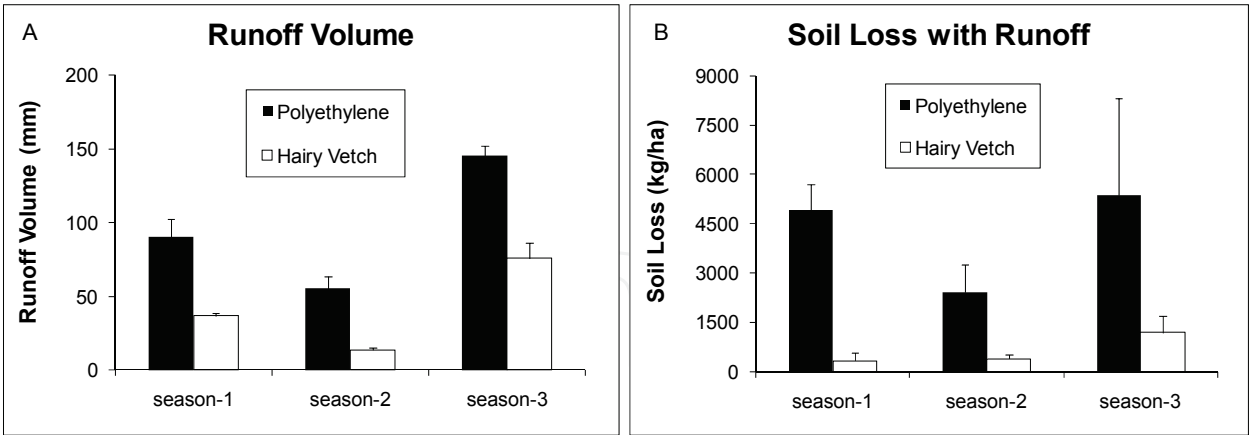 A
Runoff Volume
Runoff Volume (mm)
200
150
100
50
0
Polyethylene
Hairy Vetch
season-1 season-2 season-3
B
Soil Loss with Runoff
Soil Loss (kg/ha)
9000
7500
6000
4500
3000
1500
0
Polyethylene
Hairy Vetch
season-1 season-2 season-3